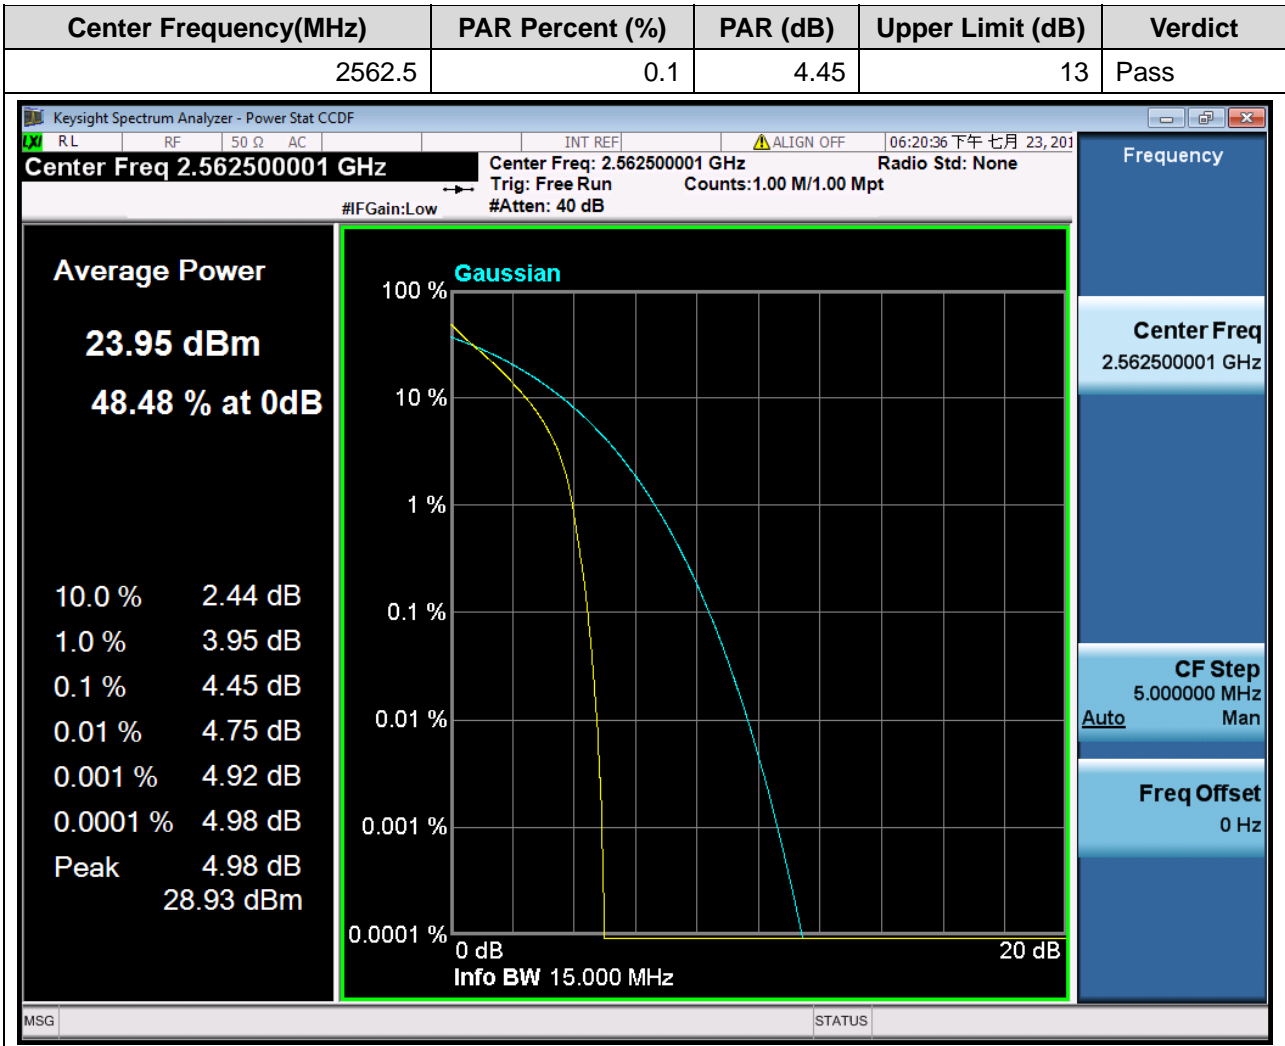 Center Frequency(MHz) PAR Percent (%) PAR (dB) Upper Limit (dB) Verdict
2562.5 0.1 4.45 13 Pass
Keysight Spectrum Analyzer - Power Stat CCDF
LXI RL RF 50 Ω AC INT REF ALIGN OFF 06:20:36 下午 七月 23, 201
Center Freq 2.562500001 GHz
Center Freq: 2.562500001 GHz Radio Std: None
Trig: Free Run Counts:1.00 M/1.00 Mpt
#IFGain:Low #Atten: 40 dB
Average Power
23.95 dBm
48.48 % at 0dB
10.0 % 2.44 dB
1.0 % 3.95 dB
0.1 % 4.45 dB
0.01 % 4.75 dB
0.001 % 4.92 dB
0.0001 % 4.98 dB
Peak 4.98 dB
28.93 dBm
Gaussian
100 %
10 %
1 %
0.1 %
0.01 %
0.001 %
0.0001 %
0 dB 20 dB
Info BW 15.000 MHz
Frequency
Center Freq
2.562500001 GHz
CF Step
5.000000 MHz
Auto Man
Freq Offset
0 Hz
MSG STATUS